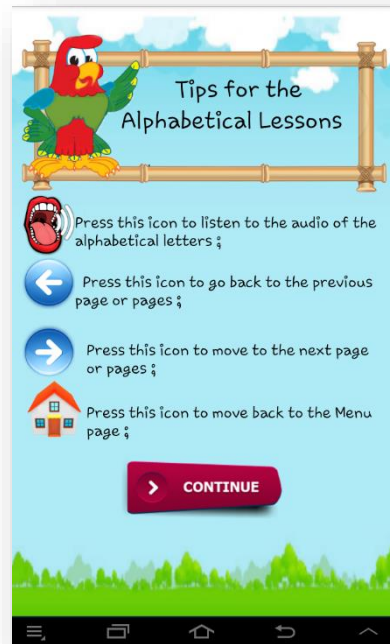 Tips for the
Alphabetical Lessons
Press this icon to listen to the audio of the
alphabetical letters ;
Press this icon to go back to the previous
page or pages ;
Press this icon to move to the next page
or pages ;
Press this icon to move back to the Menu
page ;
CONTINUE